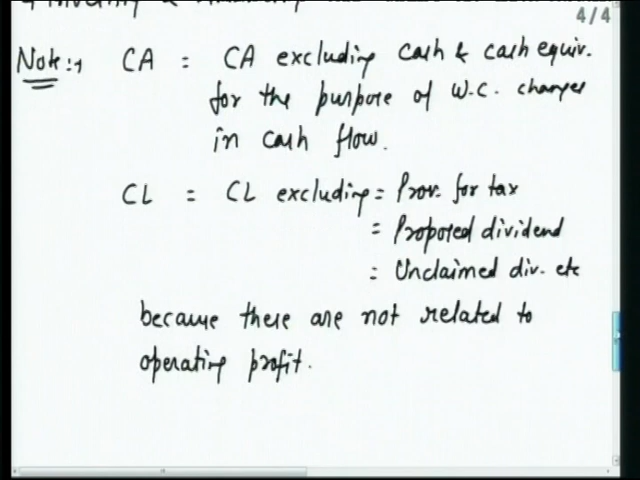 4/4
Note:1 CA = CA excluding cash & cash equiv.
for the purpose of W.C. changes
in cash flow.
CL = CL excluding = Prov. for tax
= Proposed dividend
= Unclaimed div. etc
because there are not related to
operating profit.